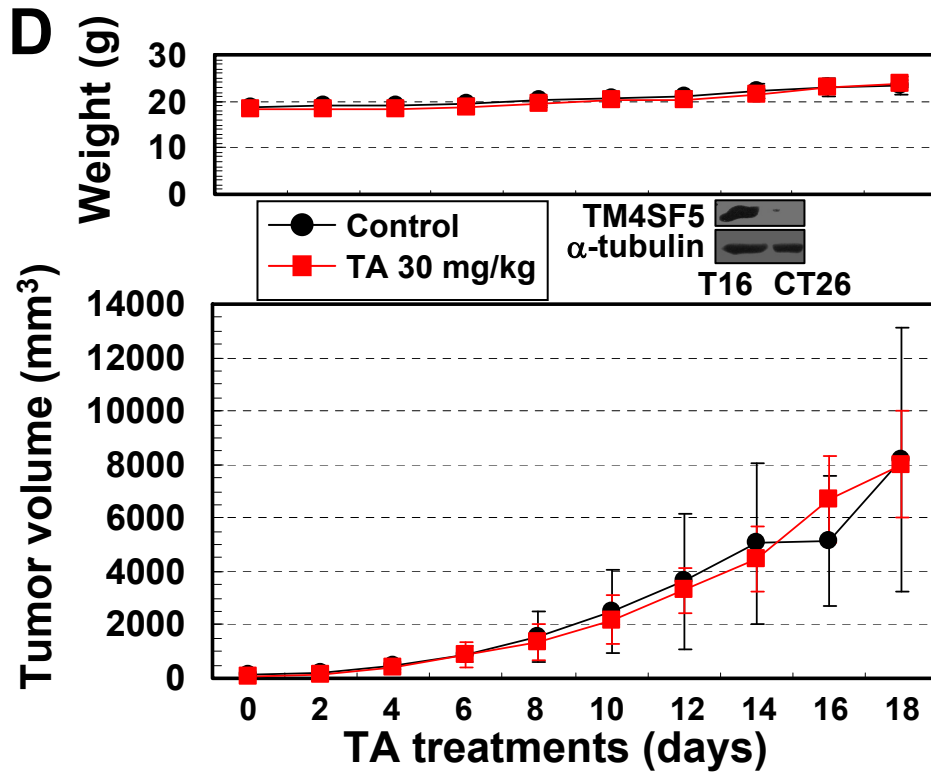 D
Weight (g)
30
20
10
0
Control
TA 30 mg/kg
TM4SF5
α-tubulin
T16 CT26
Tumor volume (mm³)
14000
12000
10000
8000
6000
4000
2000
0
0 2 4 6 8 10 12 14 16 18
TA treatments (days)